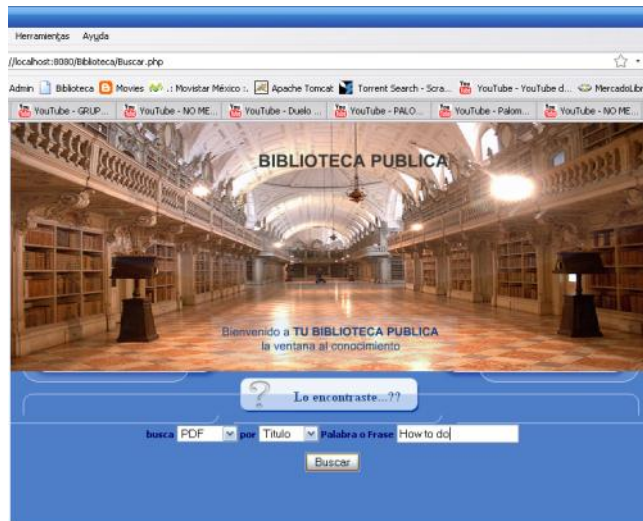 Herramientas Ayuda
//localhost:8080/Biblioteca/Buscar.php
Admin Biblioteca Movies .: Movistar México :. Apache Tomcat Torrent Search - Scra... YouTube - YouTube d... MercadoLibr
YouTube - GRUP... YouTube - NO ME... YouTube - Duelo ... YouTube - PALO... YouTube - Palom... YouTube - NO ME...
BIBLIOTECA PUBLICA
Bienvenido a TU BIBLIOTECA PUBLICA
la ventana al conocimiento
? Lo encontraste...??
busca PDF por Titulo Palabra o Frase How to do
Buscar